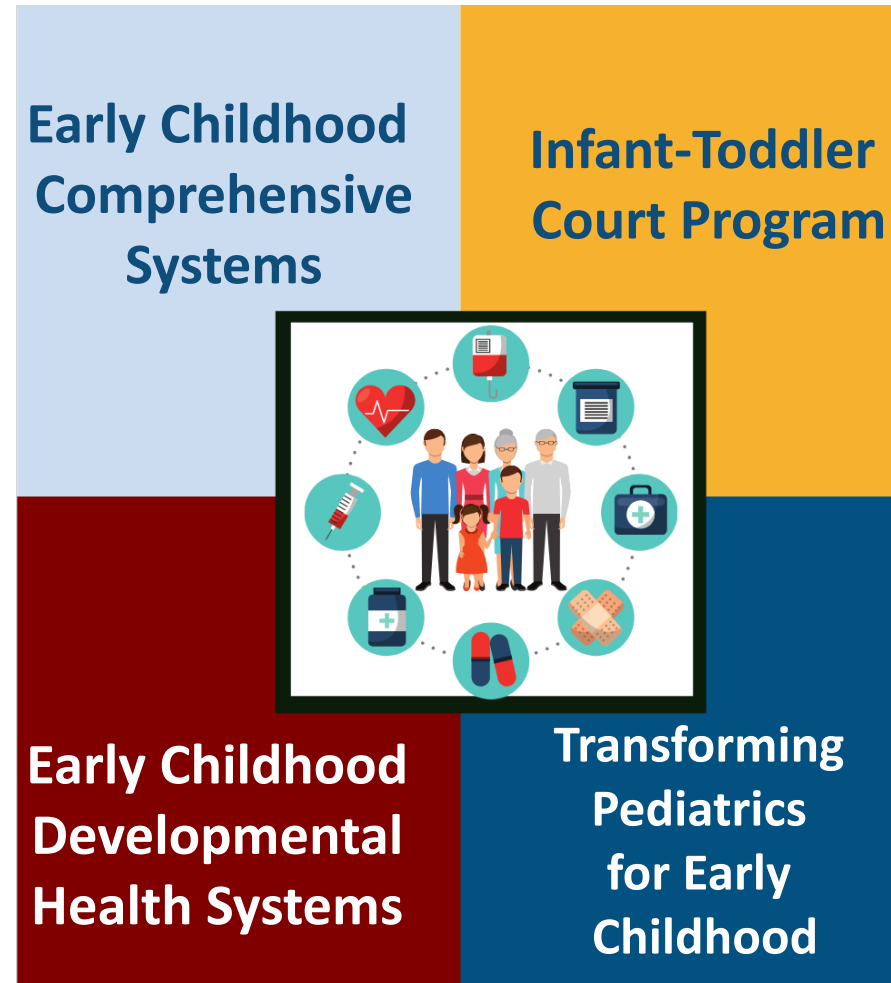 Early Childhood
Comprehensive
Systems
Infant-Toddler
Court Program
Early Childhood
Developmental
Health Systems
Transforming
Pediatrics
for Early
Childhood